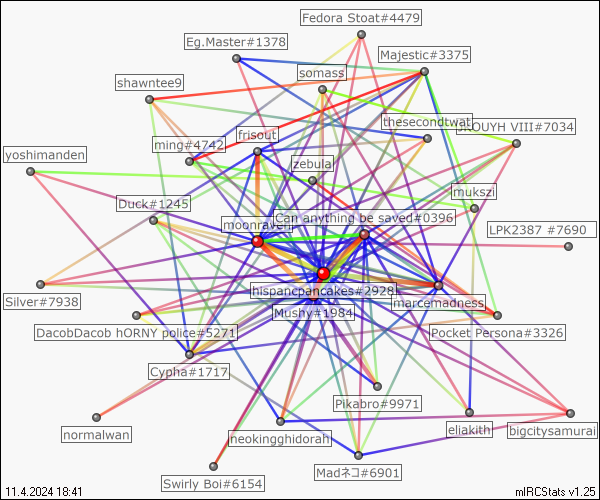 Fedora Stoat#4479
Eg.Master#1378
Majestic#3375
somass
shawntee9
thesecondtwat
OUYH VIII#7034
frisout
ming#4742
yoshimanden
zebula
mukszi
Duck#1245
moonraven
Can anything be saved#0396
LPK2387 #7690
hispanicpancakes#2928
marcemadness
Silver#7938
Mushy#1984
DacobDacob hORNY police#5271
Pocket Persona#3326
Cypha#1717
Pikabro#9971
normalwan
neokingghidorah
eliakith
bigcitysamurai
Madネコ#6901
Swirly Boi#6154
11.4.2024 18:41
mIRCStats v1.25